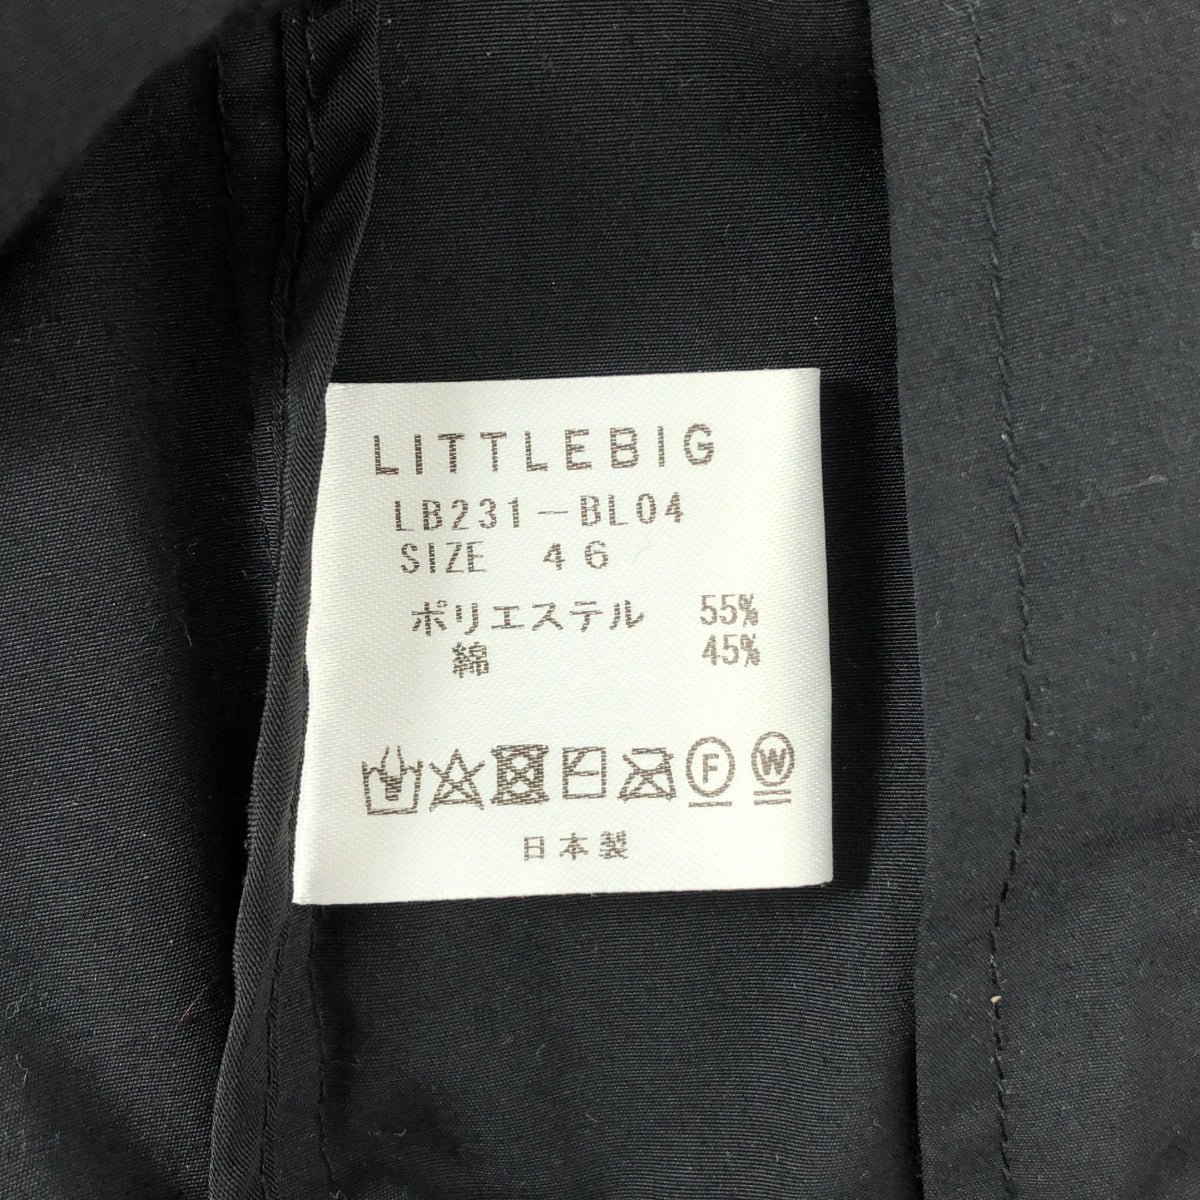 LITTLEBIG
LB231-BL04
SIZE 46
ポリエステル 55%
綿 45%
F W
日本製